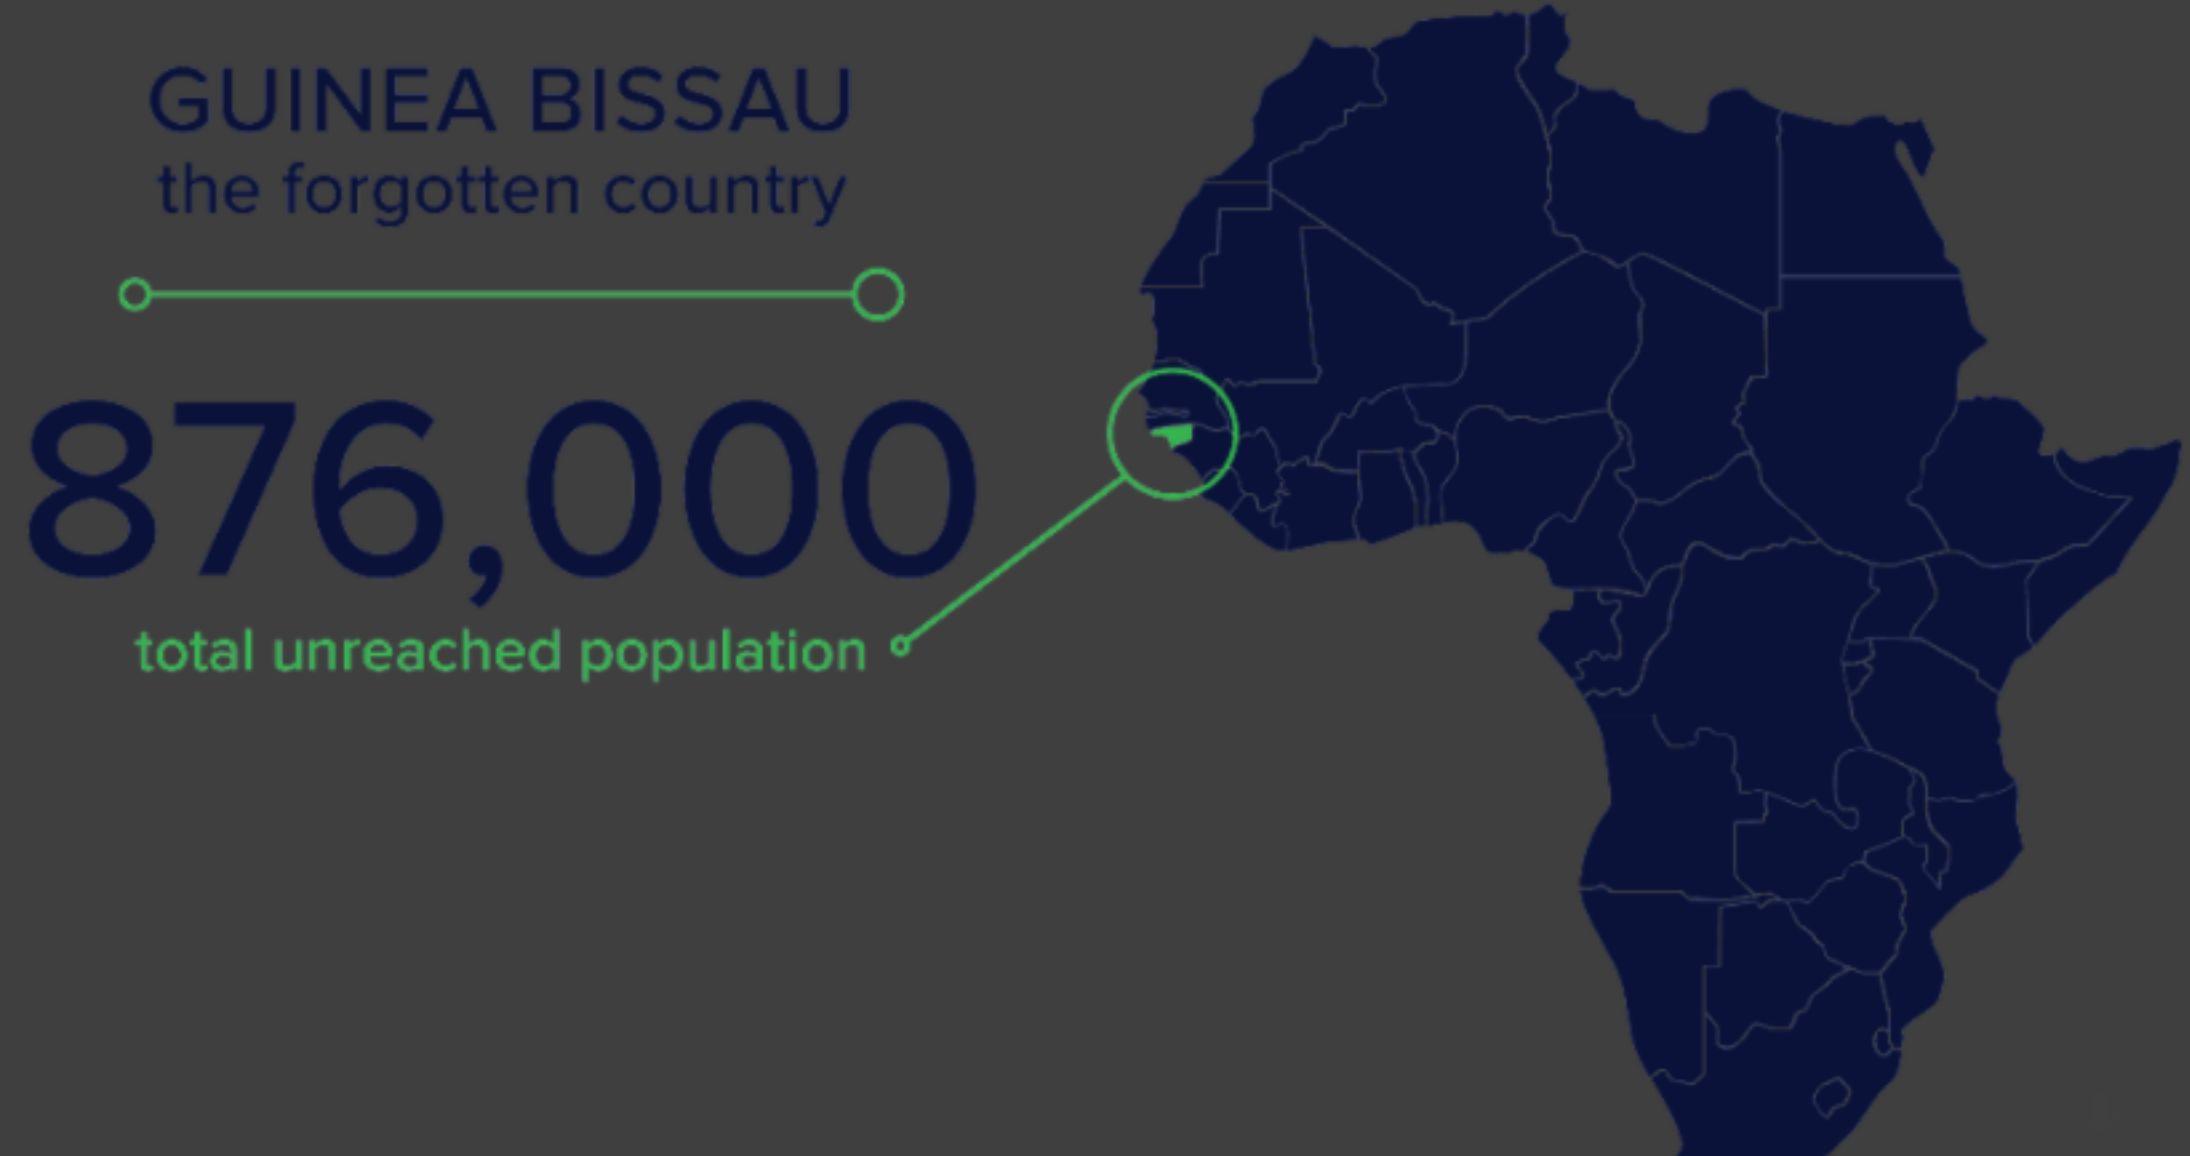 GUINEA BISSAU
the forgotten country
876,000
total unreached population